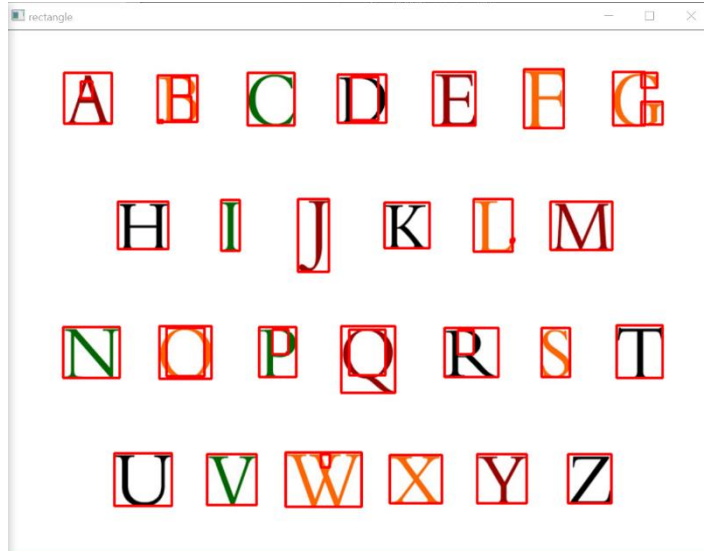 rectangle
A B C D E F G
H I J K L M
N O P Q R S T
U V W X Y Z